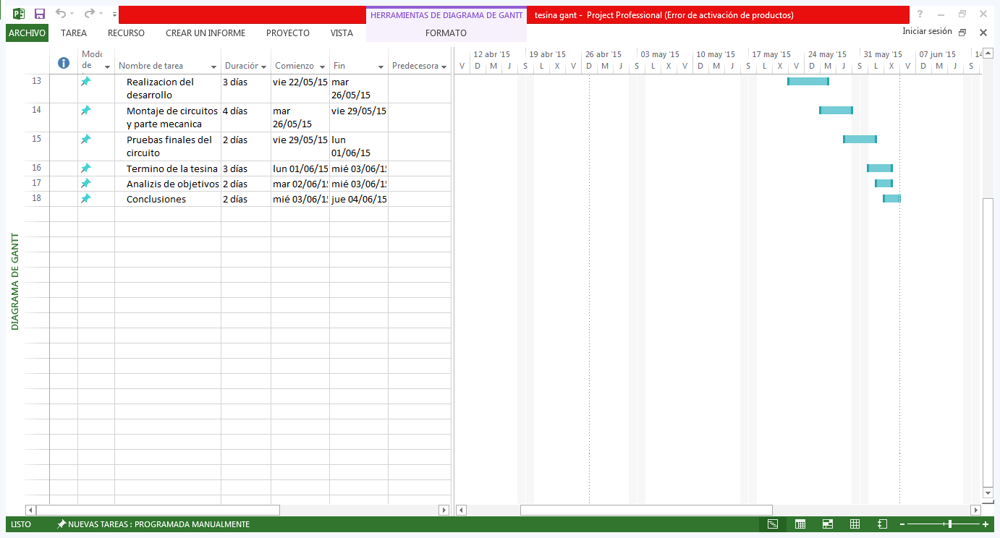 HERRAMIENTAS DE DIAGRAMA DE GANTT
tesina gant - Project Professional (Error de activación de productos)
?
ARCHIVO TAREA RECURSO CREAR UN INFORME PROYECTO VISTA FORMATO
Iniciar sesión
Modo
de Nombre de tarea Duración Comienzo Fin Predecesora
12 abr '15 19 abr '15 26 abr '15 03 may '15 10 may '15 17 may '15 24 may '15 31 may '15 07 jun '15 14
V D M J S L X V D M J S L X V D M J S L X V D M J S L X V D M J S
13 Realizacion del 3 días vie 22/05/15 mar
desarrollo 26/05/15
14 Montaje de circuitos 4 días mar vie 29/05/15
y parte mecanica 26/05/15
15 Pruebas finales del 2 días vie 29/05/15 lun
circuito 01/06/15
16 Termino de la tesina 3 días lun 01/06/15 mié 03/06/15
17 Analizis de objetivos 2 días mar 02/06/15 mié 03/06/15
18 Conclusiones 2 días mié 03/06/15 jue 04/06/15
DIAGRAMA DE GANTT
LISTO NUEVAS TAREAS : PROGRAMADA MANUALMENTE